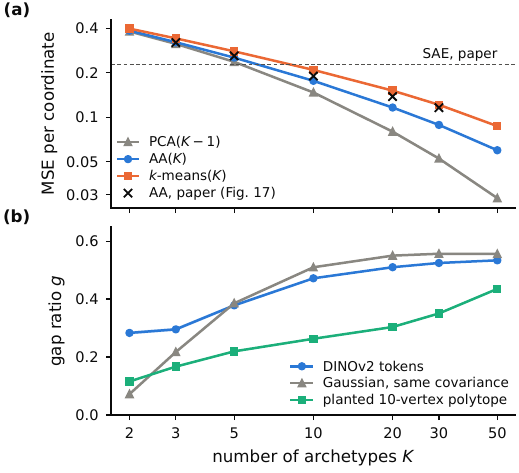 (a)
0.4
0.2
0.1
0.05
0.03
MSE per coordinate
SAE, paper
PCA(K − 1)
AA(K)
k-means(K)
AA, paper (Fig. 17)
(b)
0.6
0.4
0.2
0.0
gap ratio g
DINOv2 tokens
Gaussian, same covariance
planted 10-vertex polytope
2 3 5 10 20 30 50
number of archetypes K